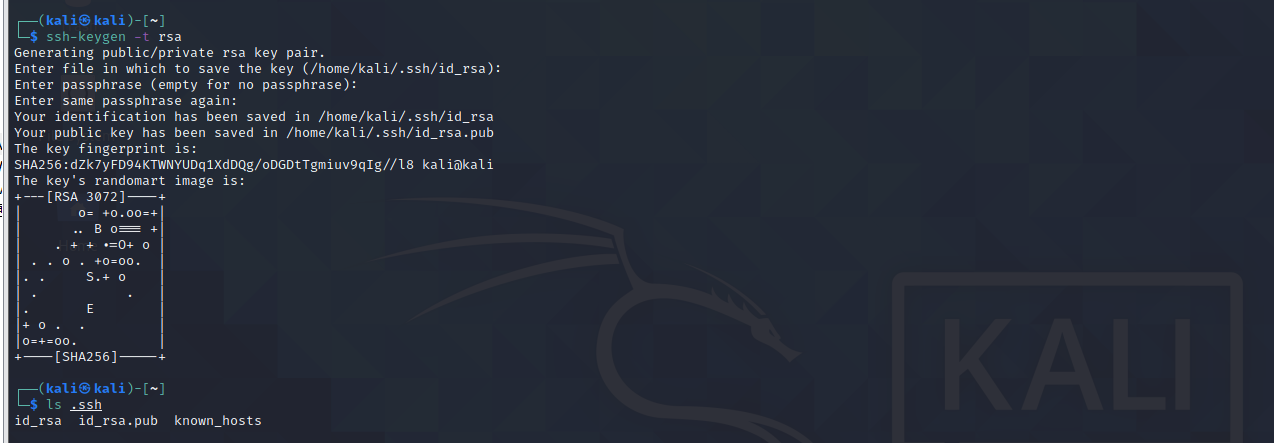 ┌──(kali㉿kali)-[~]
└─$ ssh-keygen -t rsa
Generating public/private rsa key pair.
Enter file in which to save the key (/home/kali/.ssh/id_rsa):
Enter passphrase (empty for no passphrase):
Enter same passphrase again:
Your identification has been saved in /home/kali/.ssh/id_rsa
Your public key has been saved in /home/kali/.ssh/id_rsa.pub
The key fingerprint is:
SHA256:dZk7yFD94KTWNYUDq1XdDQg/oDGDtTgmiuv9qIg//l8 kali@kali
The key's randomart image is:
+---[RSA 3072]----+
|       o= +o.oo=+|
|      .. B o=== +|
|    . + + *=O+ o |
| . . o . +o=oo.  |
|. .     S.+ o    |
| .           .   |
|.       E        |
|+ o .  .         |
|o=+=oo.          |
+----[SHA256]-----+
┌──(kali㉿kali)-[~]
└─$ ls .ssh
id_rsa  id_rsa.pub  known_hosts
KALI